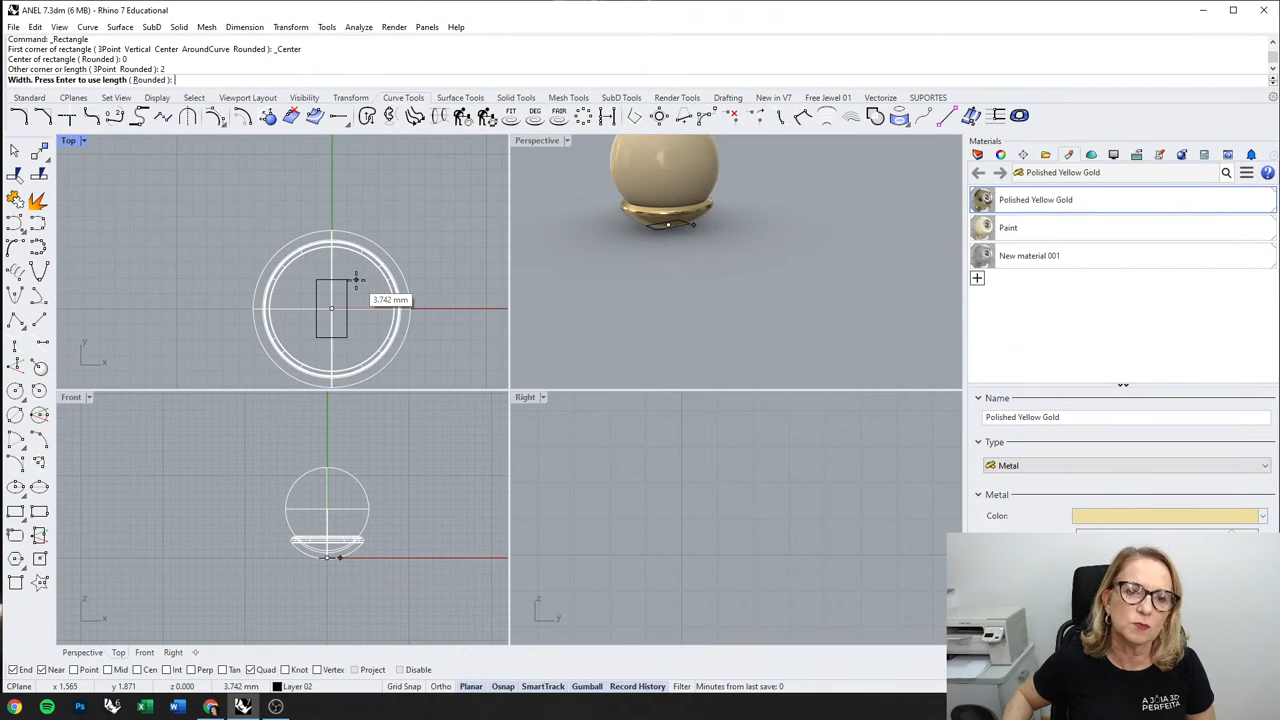 ANEL 7.3dm (6 MB) - Rhino 7 Educational
File Edit View Curve Surface SubD Solid Mesh Dimension Transform Tools Analyze Render Panels Help
Command: _Rectangle
First corner of rectangle ( 3Point Vertical Center AroundCurve Rounded ): _Center
Center of rectangle ( Rounded ): 0
Other corner or length ( 3Point Rounded ): 2
Width. Press Enter to use length ( Rounded ):
Standard CPlanes Set View Display Select Viewport Layout Visibility Transform Curve Tools Surface Tools Solid Tools Mesh Tools SubD Tools Render Tools Drafting New in V7 Free Jewel 01 Vectorize SUPORTES
Top
Perspective
Materials
Polished Yellow Gold
Polished Yellow Gold
Paint
New material 001
3.742 mm
y
x
Front
Right
z
x
z
y
Name
Polished Yellow Gold
Type
Metal
Metal
Color:
A JÓIA 3D
PERFEITA
Perspective Top Front Right
End Near Point Mid Cen Int Perp Tan Quad Knot Vertex Project Disable
CPlane x 1.565 y 1.871 z 0.000 3.742 mm Layer 02 Grid Snap Ortho Planar Osnap SmartTrack Gumball Record History Filter Minutes from last save: 0